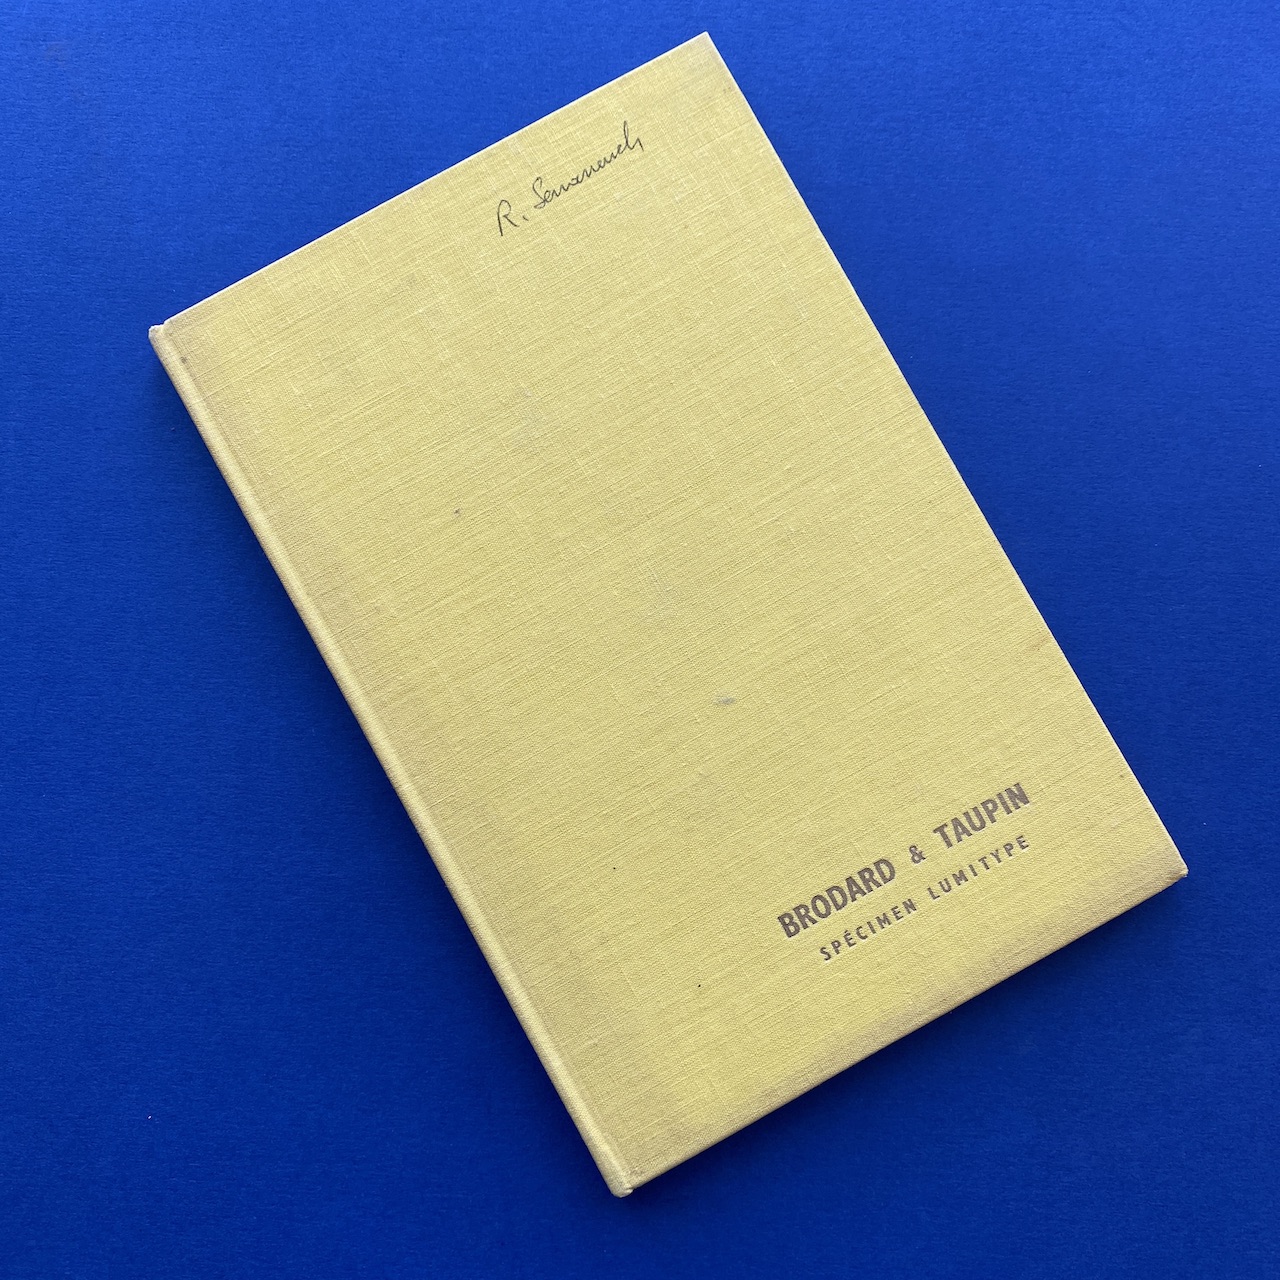 R.
BRODARD & TAUPIN
SPÉCIMEN LUMITYPE